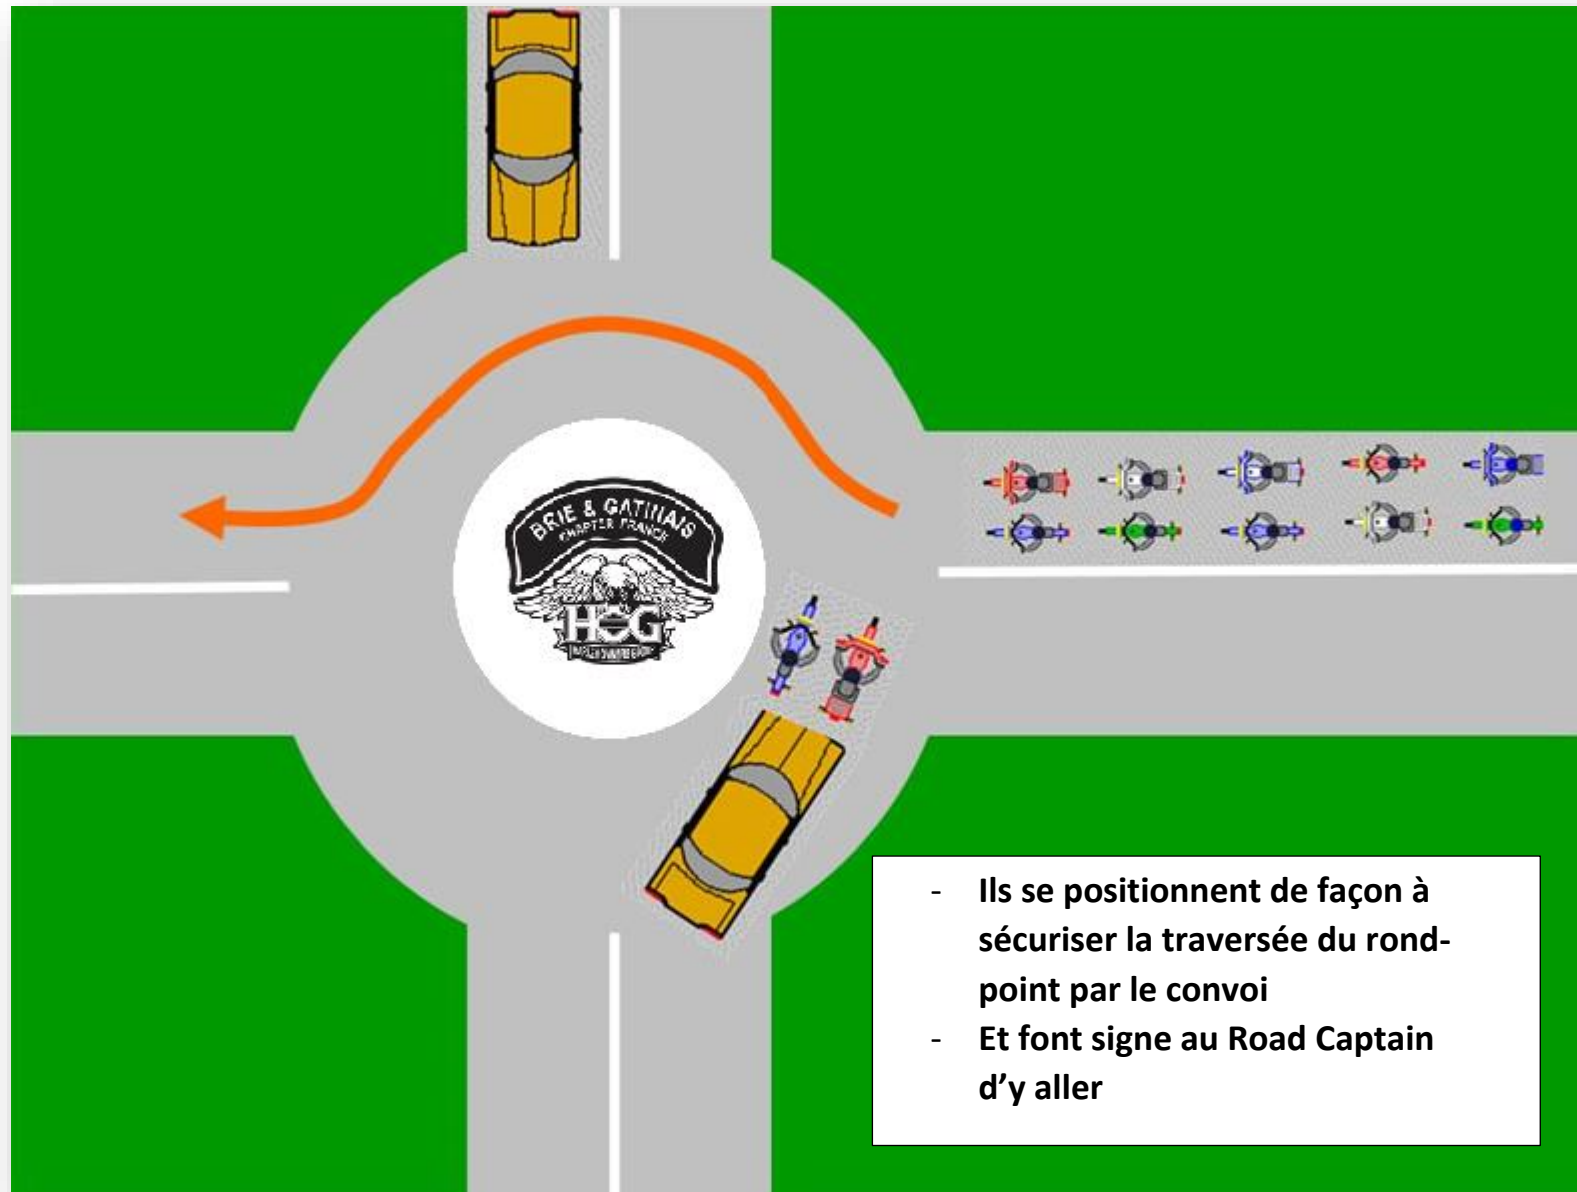 BRIE & GATINAIS
CHAPTER FRANCE
HOG
- Ils se positionnent de façon à
sécuriser la traversée du rond-
point par le convoi
- Et font signe au Road Captain
d’y aller